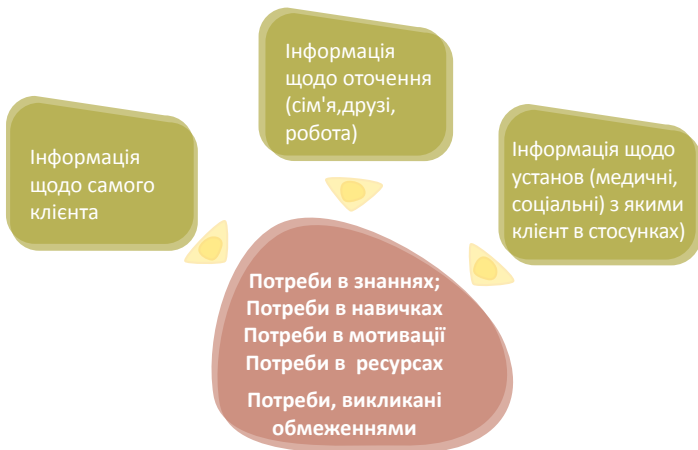 Інформація
щодо самого
клієнта
Інформація
щодо оточення
(сім'я,друзі,
робота)
Інформація щодо
установ (медичні,
соціальні) з якими
клієнт в стосунках)
Потреби в знаннях;
Потреби в навичках
Потреби в мотивації
Потреби в ресурсах
Потреби, викликані
обмеженнями